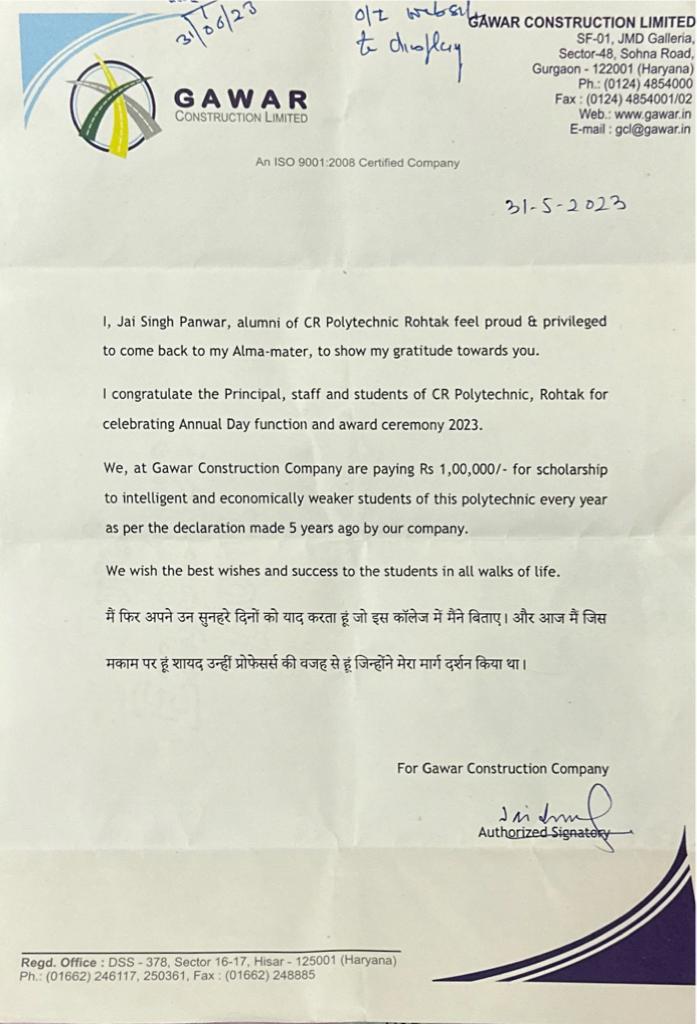 31/06/23
O/I website
to display
GAWAR CONSTRUCTION LIMITED
SF-01, JMD Galleria,
Sector-48, Sohna Road,
Gurgaon - 122001 (Haryana)
Ph.: (0124) 4854000
Fax : (0124) 4854001/02
Web.: www.gawar.in
E-mail : gcl@gawar.in
GAWAR
CONSTRUCTION LIMITED
An ISO 9001:2008 Certified Company
31-5-2023
I, Jai Singh Panwar, alumni of CR Polytechnic Rohtak feel proud & privileged
to come back to my Alma-mater, to show my gratitude towards you.
I congratulate the Principal, staff and students of CR Polytechnic, Rohtak for
celebrating Annual Day function and award ceremony 2023.
We, at Gawar Construction Company are paying Rs 1,00,000/- for scholarship
to intelligent and economically weaker students of this polytechnic every year
as per the declaration made 5 years ago by our company.
We wish the best wishes and success to the students in all walks of life.
मैं फिर अपने उन सुनहरे दिनों को याद करता हूं जो इस कॉलेज में मैंने बिताए। और आज मैं जिस
मकाम पर हूं शायद उन्हीं प्रोफेसर्स की वजह से हूं जिन्होंने मेरा मार्ग दर्शन किया था।
For Gawar Construction Company
Authorized Signatory
Regd. Office : DSS - 378, Sector 16-17, Hisar - 125001 (Haryana)
Ph.: (01662) 246117, 250361, Fax : (01662) 248885